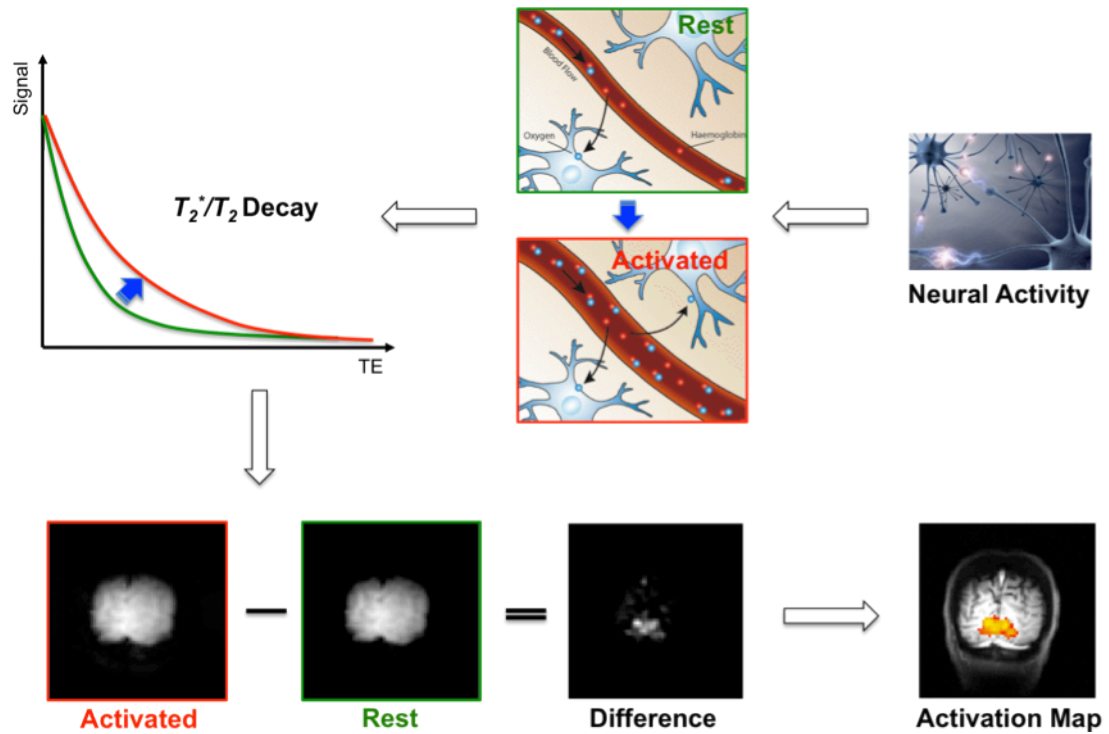 Signal
T2*/T2 Decay
TE
Rest
Blood Flow
Oxygen
Haemoglobin
Activated
Neural Activity
Activated
Rest
Difference
Activation Map